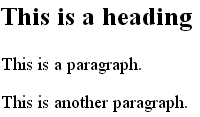 This is a heading
This is a paragraph.
This is another paragraph.